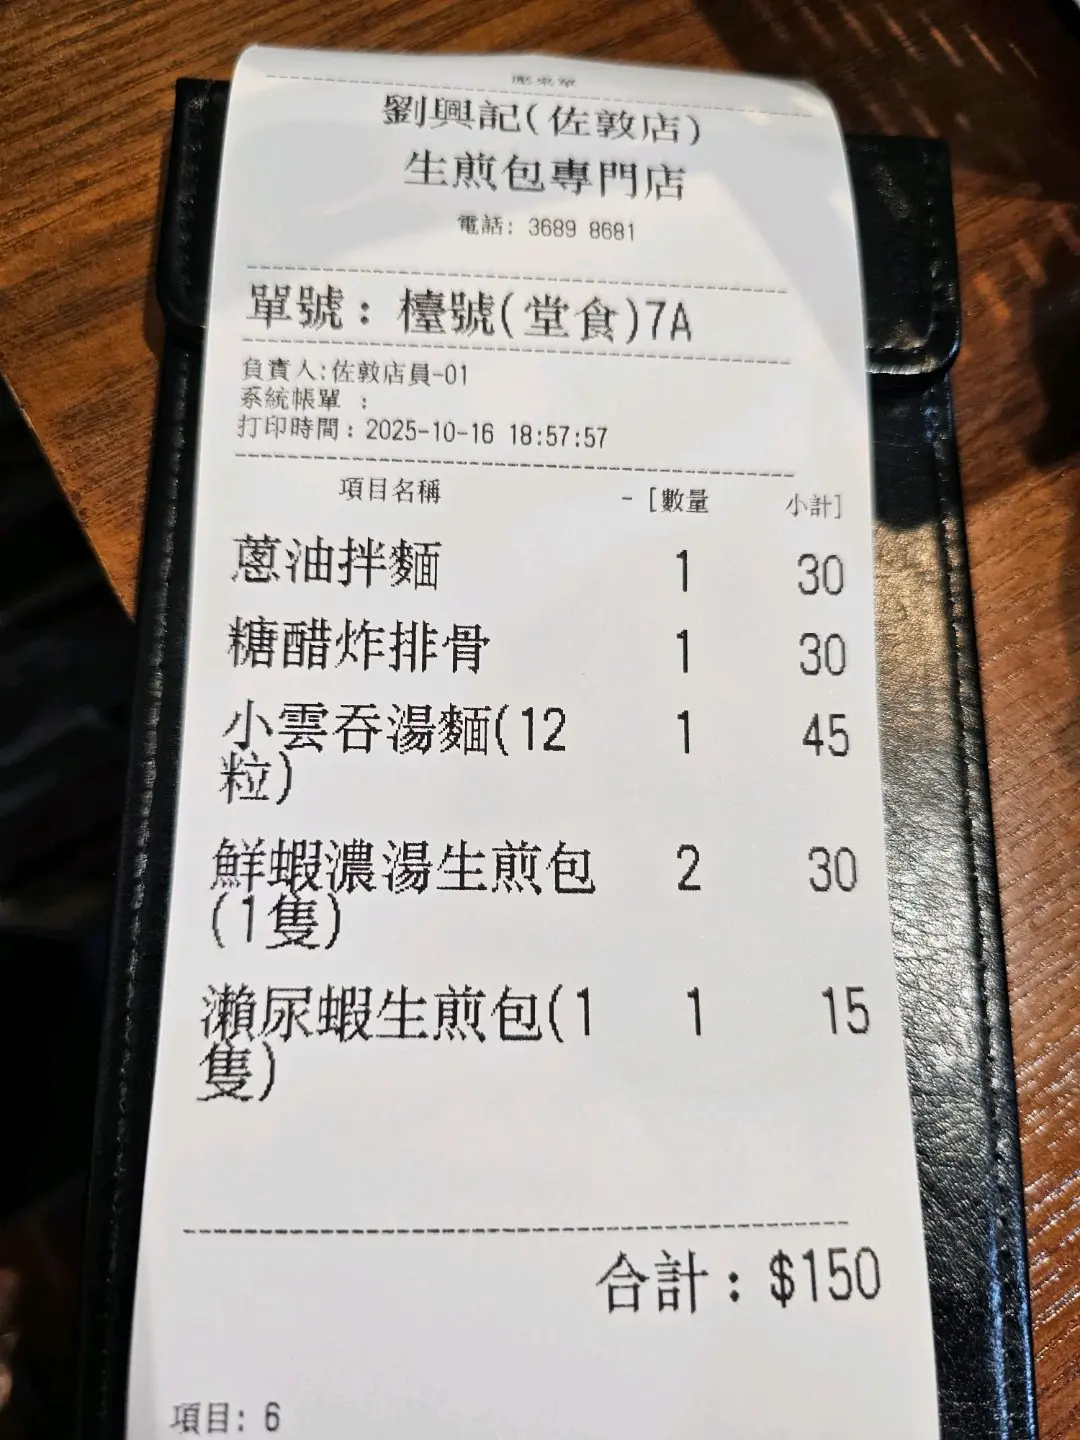 壓桌單
劉興記(佐敦店)
生煎包專門店
電話: 3689 8681
單號: 檯號(堂食)7A
負責人:佐敦店員-01
系統帳單 :
打印時間: 2025-10-16 18:57:57
項目名稱 - [數量 小計]
蔥油拌麵 1 30
糖醋炸排骨 1 30
小雲吞湯麵(12 1 45
粒)
鮮蝦濃湯生煎包 2 30
(1隻)
瀨尿蝦生煎包(1 1 15
隻)
合計: $150
項目: 6